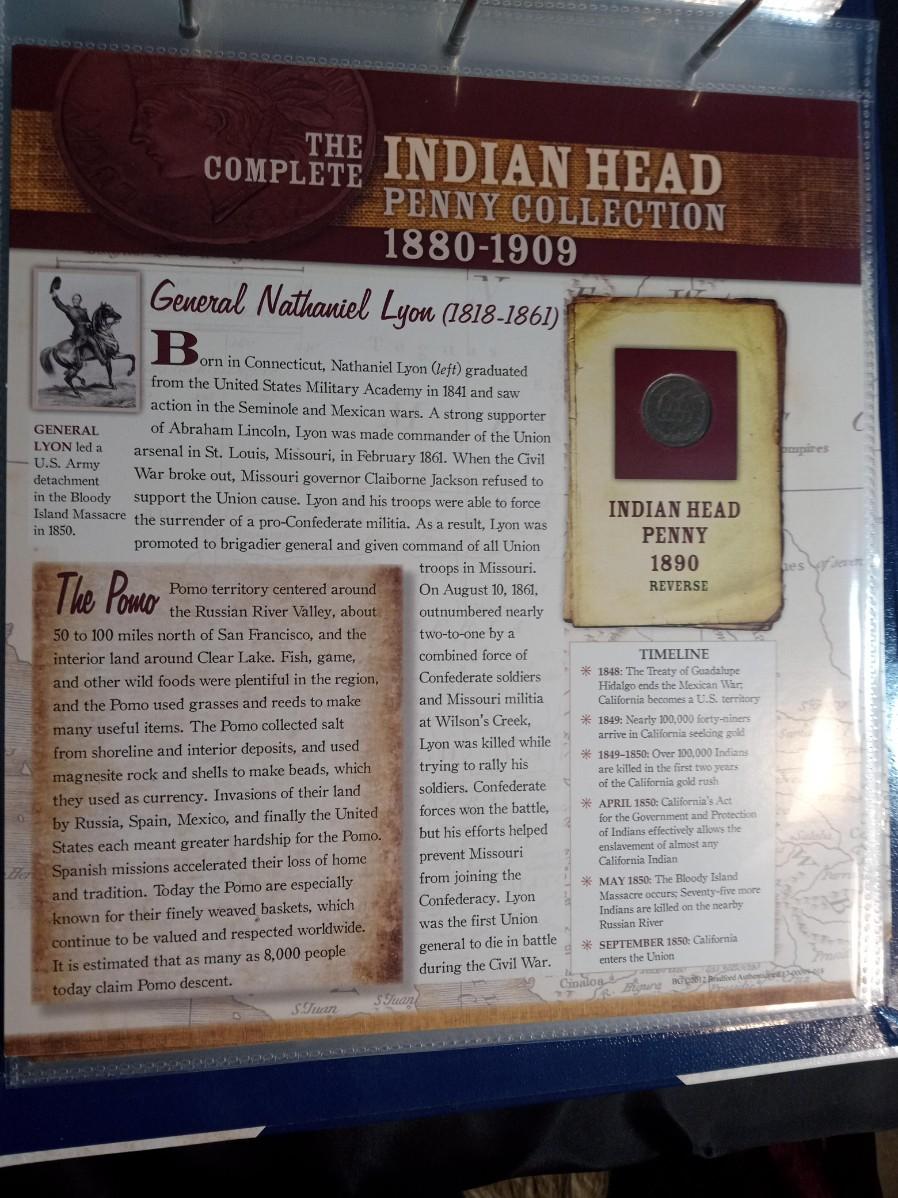 THE
COMPLETE
INDIAN HEAD
PENNY COLLECTION
1880-1909
General Nathaniel Lyon (1818-1861)
Born in Connecticut, Nathaniel Lyon (left) graduated
from the United States Military Academy in 1841 and saw
action in the Seminole and Mexican wars. A strong supporter
of Abraham Lincoln, Lyon was made commander of the Union
arsenal in St. Louis, Missouri, in February 1861. When the Civil
War broke out, Missouri governor Claiborne Jackson refused to
support the Union cause. Lyon and his troops were able to force
the surrender of a pro-Confederate militia. As a result, Lyon was
promoted to brigadier general and given command of all Union
troops in Missouri.
On August 10, 1861,
outnumbered nearly
two-to-one by a
combined force of
Confederate soldiers
and Missouri militia
at Wilson's Creek,
Lyon was killed while
trying to rally his
soldiers. Confederate
forces won the battle,
but his efforts helped
prevent Missouri
from joining the
Confederacy. Lyon
was the first Union
general to die in battle
during the Civil War.
GENERAL
LYON led a
U.S. Army
detachment
in the Bloody
Island Massacre
in 1850.
The Pomo
Pomo territory centered around
the Russian River Valley, about
50 to 100 miles north of San Francisco, and the
interior land around Clear Lake. Fish, game,
and other wild foods were plentiful in the region,
and the Pomo used grasses and reeds to make
many useful items. The Pomo collected salt
from shoreline and interior deposits, and used
magnesite rock and shells to make beads, which
they used as currency. Invasions of their land
by Russia, Spain, Mexico, and finally the United
States each meant greater hardship for the Pomo.
Spanish missions accelerated their loss of home
and tradition. Today the Pomo are especially
known for their finely weaved baskets, which
continue to be valued and respected worldwide.
It is estimated that as many as 8,000 people
today claim Pomo descent.
INDIAN HEAD
PENNY
1890
REVERSE
TIMELINE
1848: The Treaty of Guadalupe
Hidalgo ends the Mexican War;
California becomes a U.S. territory
1849: Nearly 100,000 forty-niners
arrive in California seeking gold
1849-1850: Over 100,000 Indians
are killed in the first two years
of the California gold rush
APRIL 1850: California's Act
for the Government and Protection
of Indians effectively allows the
enslavement of almost any
California Indian
MAY 1850: The Bloody Island
Massacre occurs; Seventy-five more
Indians are killed on the nearby
Russian River
SEPTEMBER 1850: California
enters the Union
Cinaloa
S. Juan
S. Juan